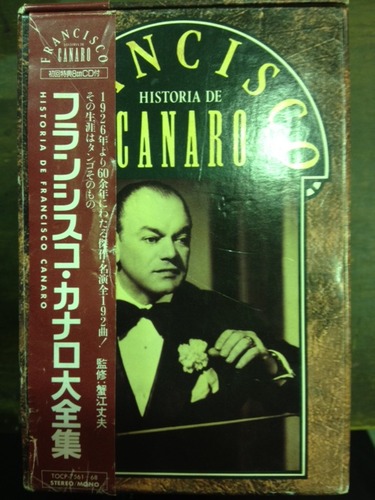 FRANCISCO
HISTORIA DE
CANARO
初回特典8cmCD付
1926年より60余年にわたる傑作・名演全192曲!
その生涯はタンゴそのもの
監修:蟹江丈夫
フランシスコ・カナロ大全集
HISTORIA DE FRANCISCO CANARO
STEREO/MONO
ANCISCO
HISTORIA DE
CANARO